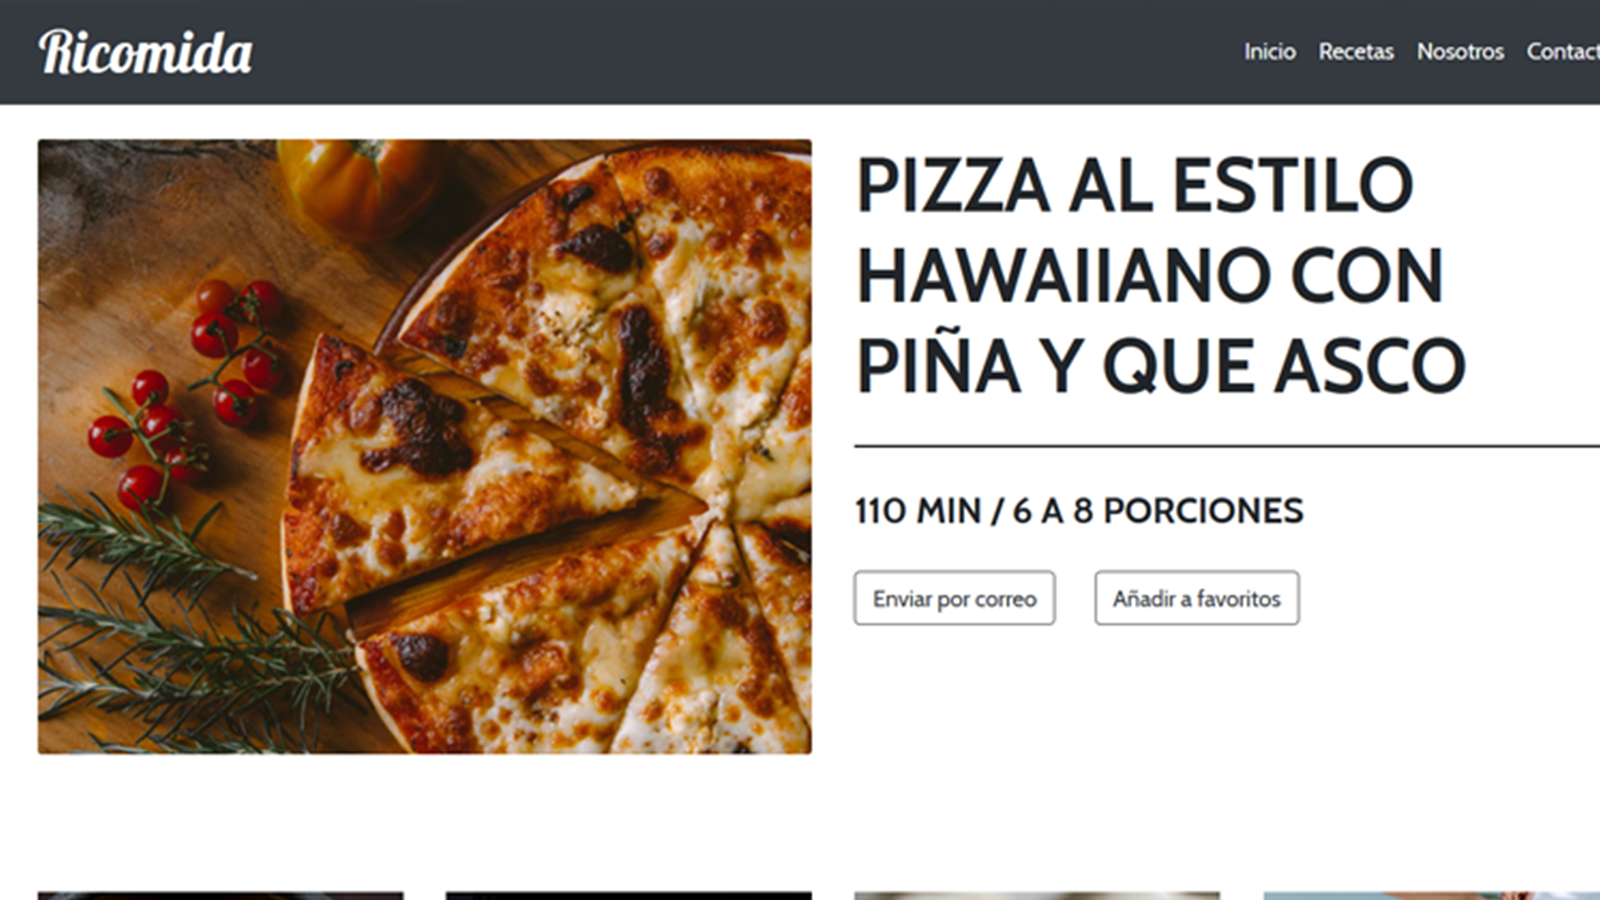 Ricomida
Inicio Recetas Nosotros Contact
PIZZA AL ESTILO
HAWAIIANO CON
PIÑA Y QUE ASCO
110 MIN / 6 A 8 PORCIONES
Enviar por correo
Añadir a favoritos